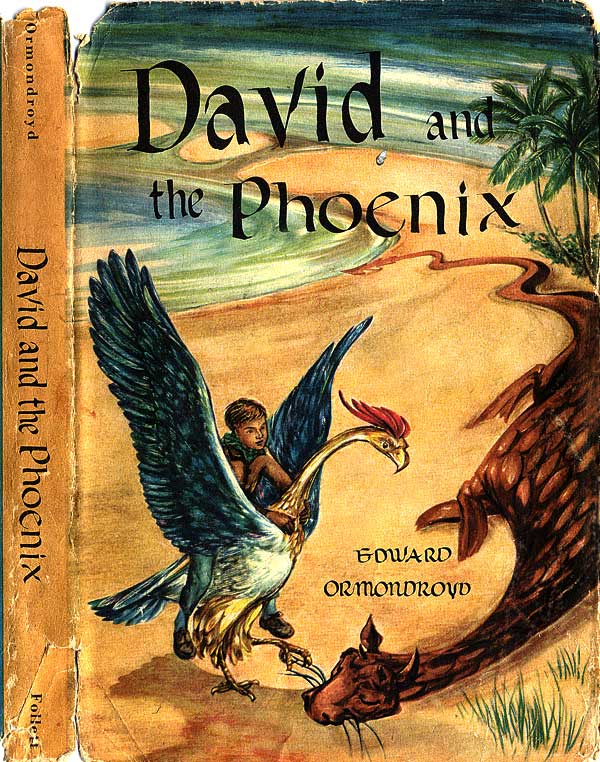 Ormondroyd
David and the Phoenix
Follett
David and
the Phoenix
EDWARD
ORMONDROYD